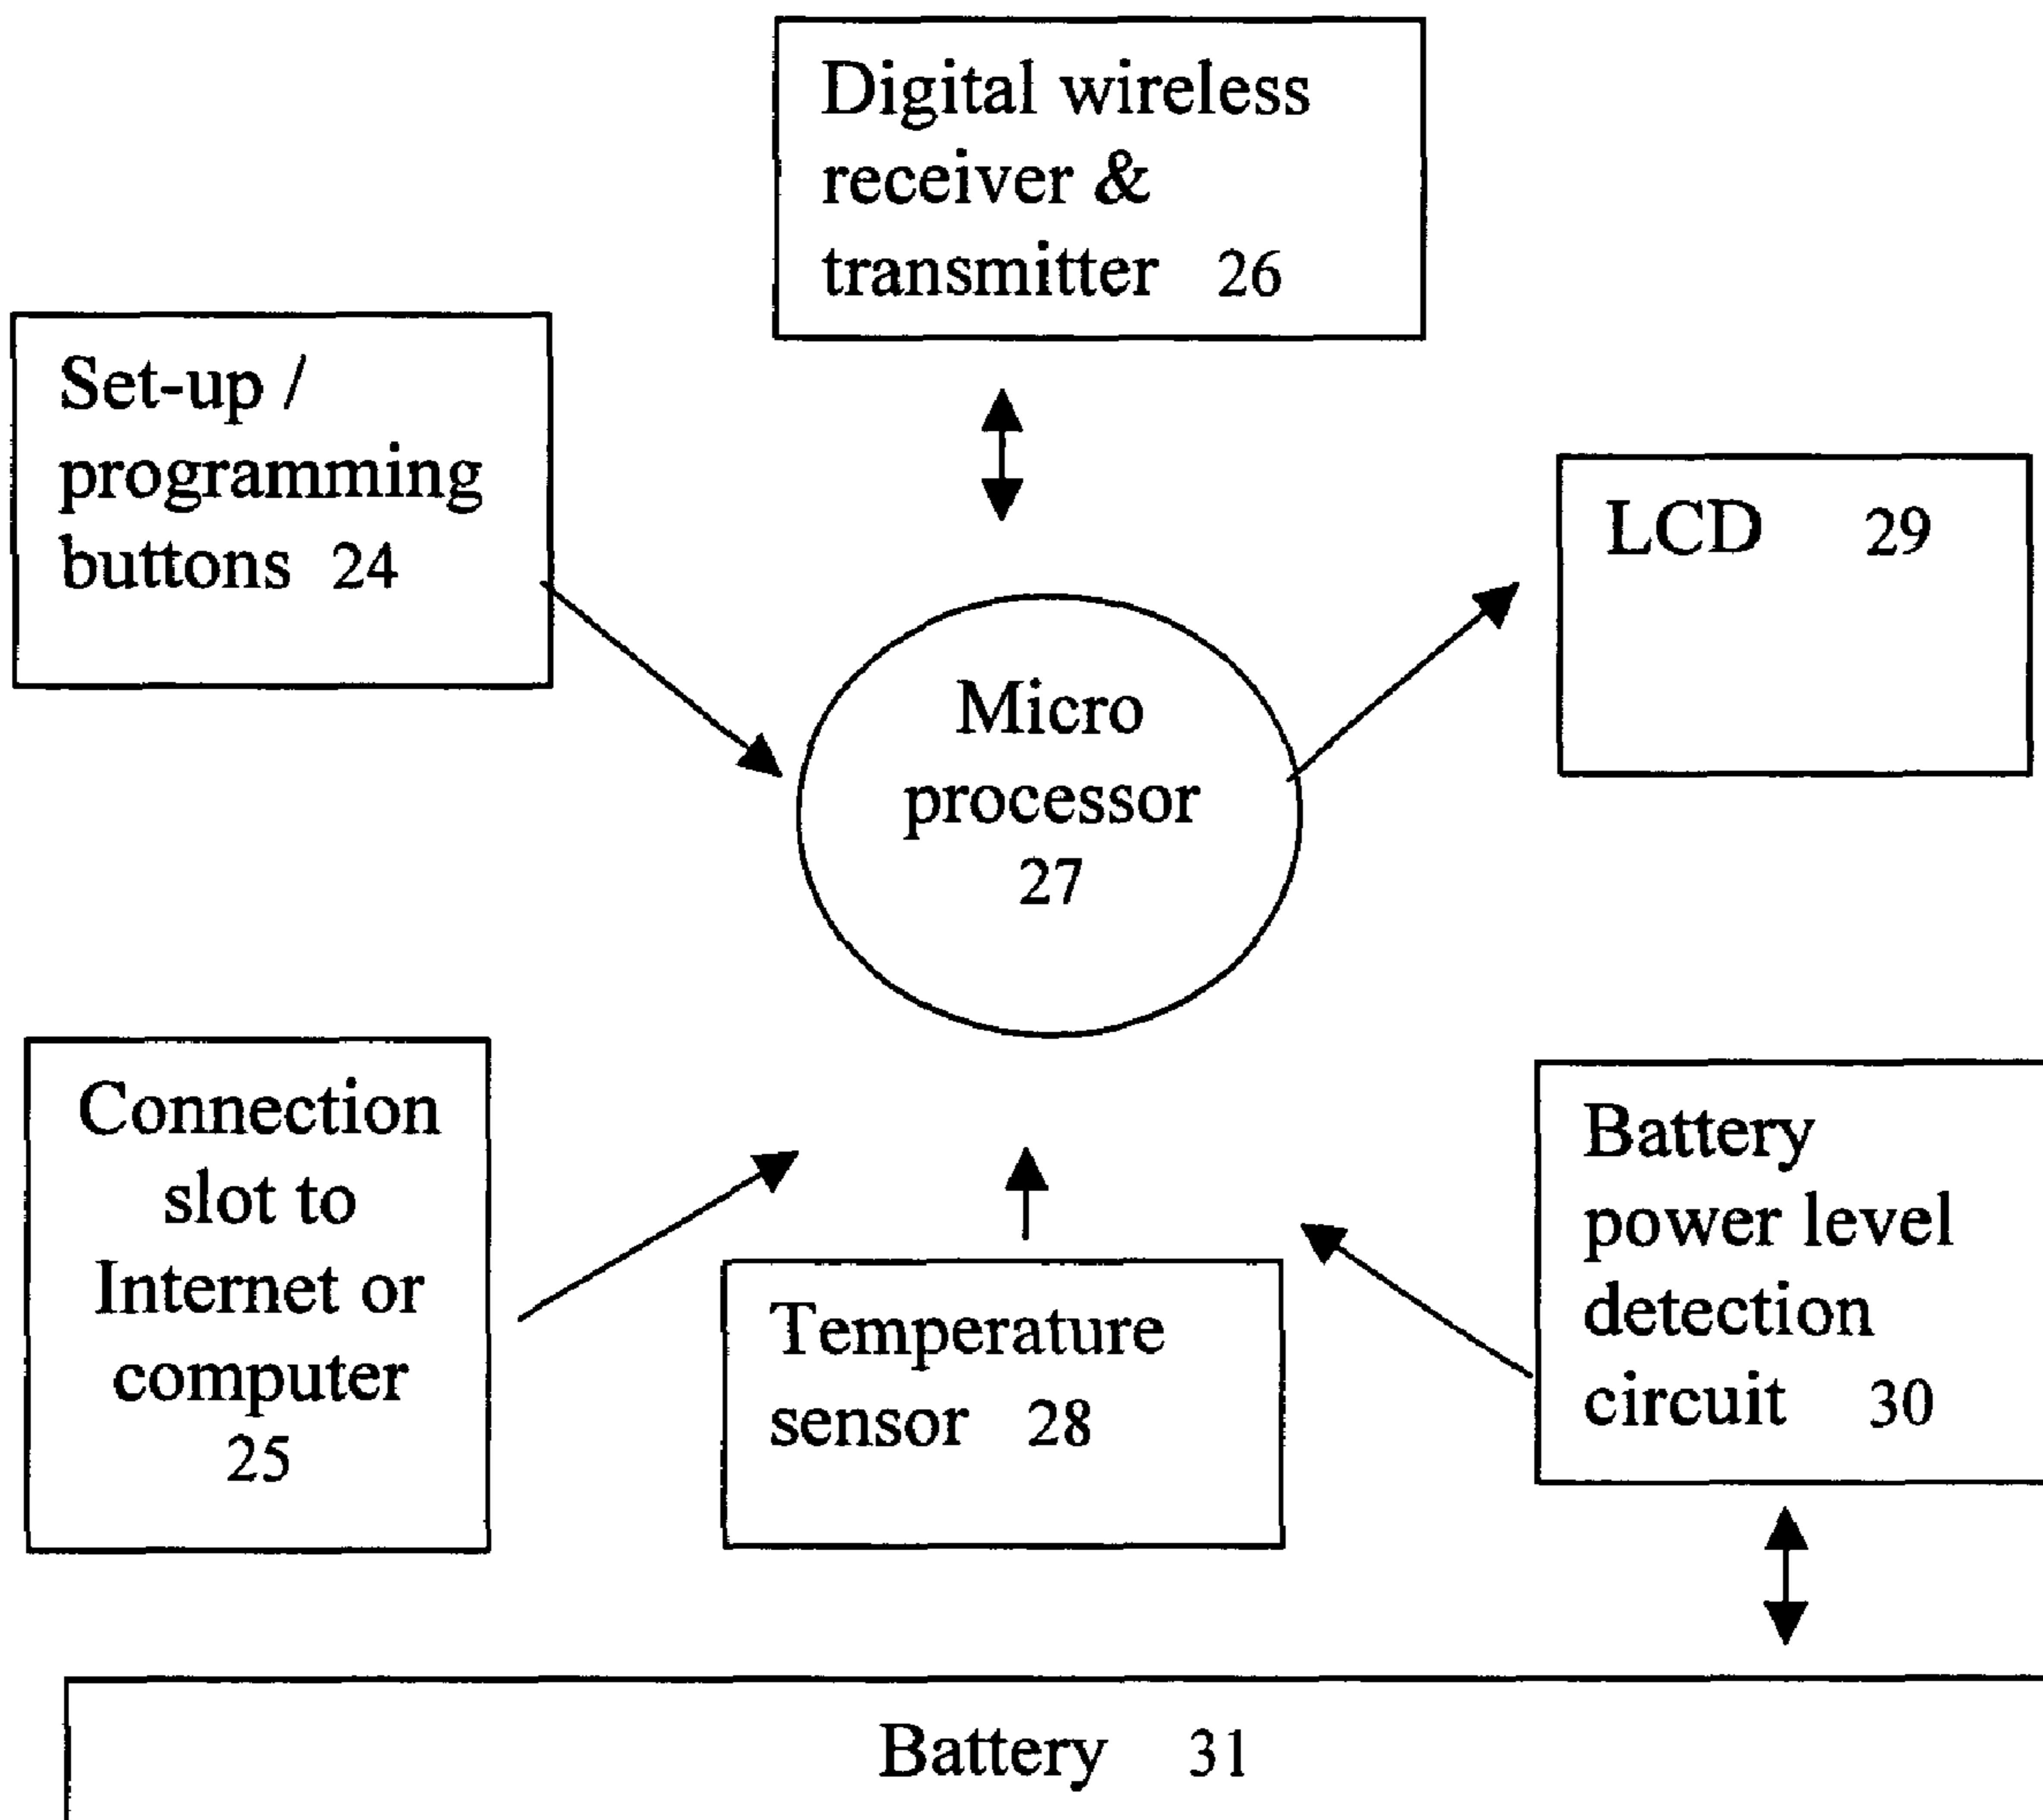 Digital wireless
receiver &
transmitter 26
Set-up /
programming
buttons 24
LCD 29
Micro
processor
27
Connection
slot to
Internet or
computer
25
Temperature
sensor 28
Battery
power level
detection
circuit 30
Battery 31